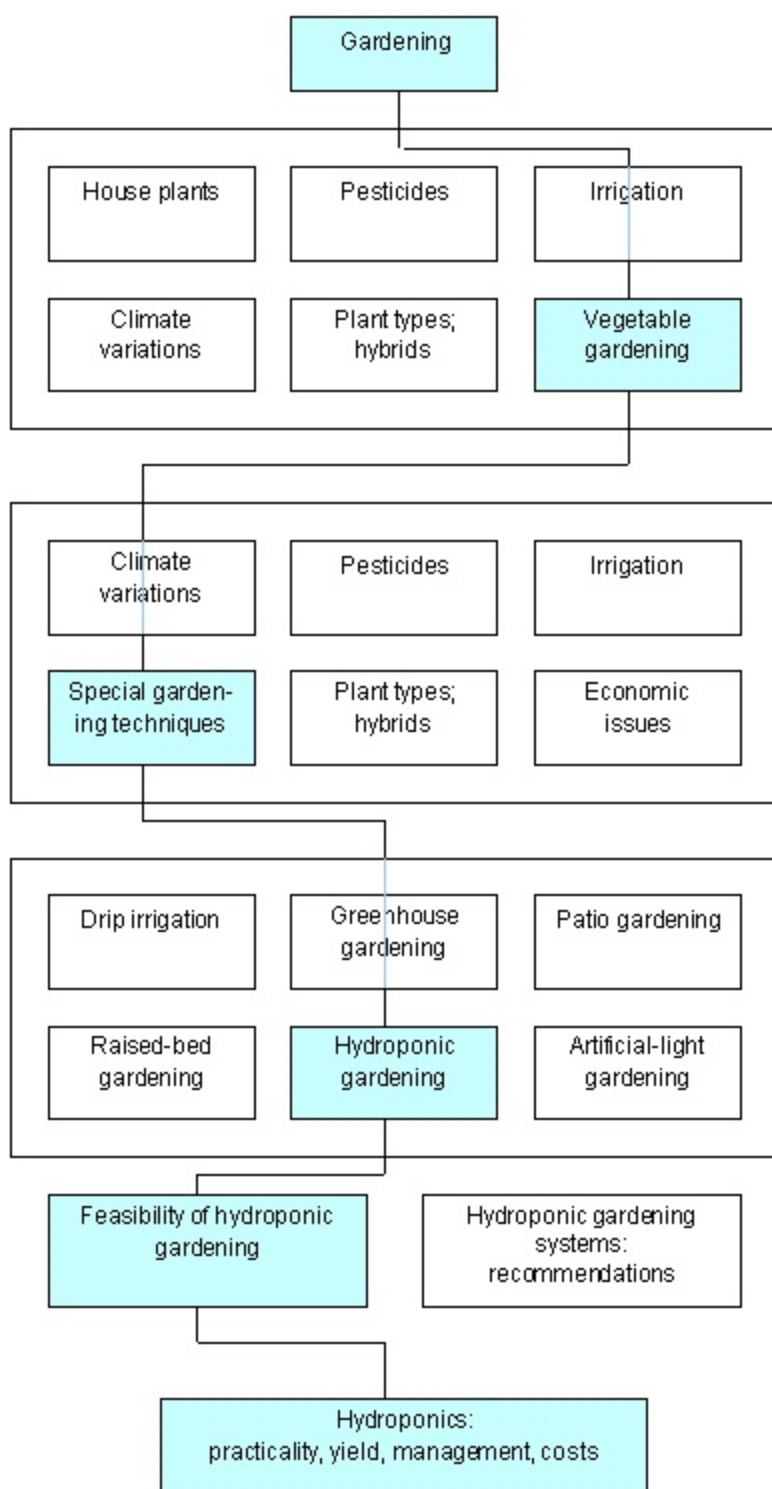 Gardening
House plants
Pesticides
Irrigation
Climate
variations
Plant types;
hybrids
Vegetable
gardening
Climate
variations
Pesticides
Irrigation
Special garden-
ing techniques
Plant types;
hybrids
Economic
issues
Drip irrigation
Greenhouse
gardening
Patio gardening
Raised-bed
gardening
Hydroponic
gardening
Artificial-light
gardening
Feasibility of hydroponic
gardening
Hydroponic gardening
systems:
recommendations
Hydroponics:
practicality, yield, management, costs